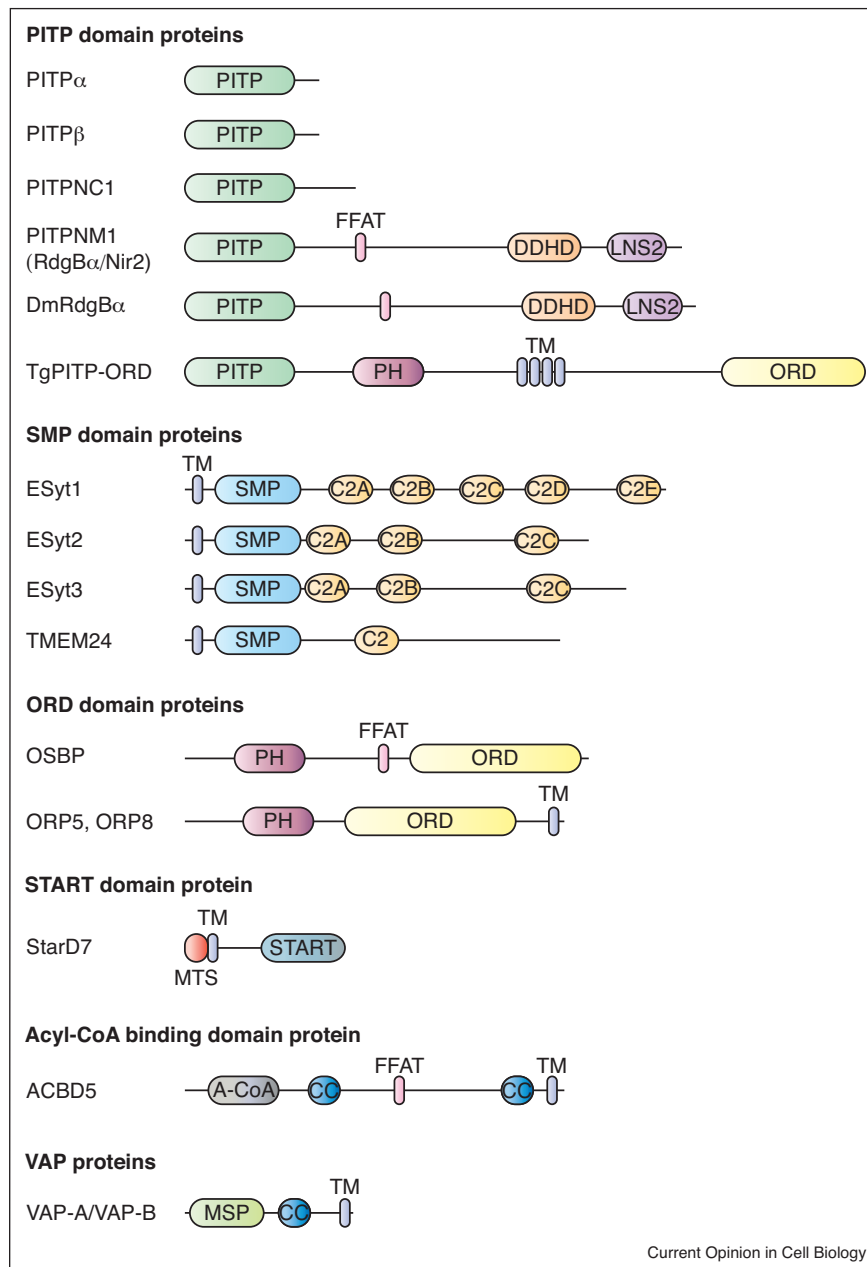 PITP domain proteins
PITPα PITP
PITPβ PITP
PITPNC1 PITP
FFAT
PITPNM1 PITP DDHD LNS2
(RdgBα/Nir2)
DmRdgBα PITP DDHD LNS2
TM
TgPITP-ORD PITP PH ORD
SMP domain proteins
TM
ESyt1 SMP C2A C2B C2C C2D C2E
ESyt2 SMP C2A C2B C2C
ESyt3 SMP C2A C2B C2C
TMEM24 SMP C2
ORD domain proteins
FFAT
OSBP PH ORD
TM
ORP5, ORP8 PH ORD
START domain protein
TM
StarD7 START
MTS
Acyl-CoA binding domain protein
FFAT TM
ACBD5 A-CoA CC CC
VAP proteins
TM
VAP-A/VAP-B MSP CC
Current Opinion in Cell Biology